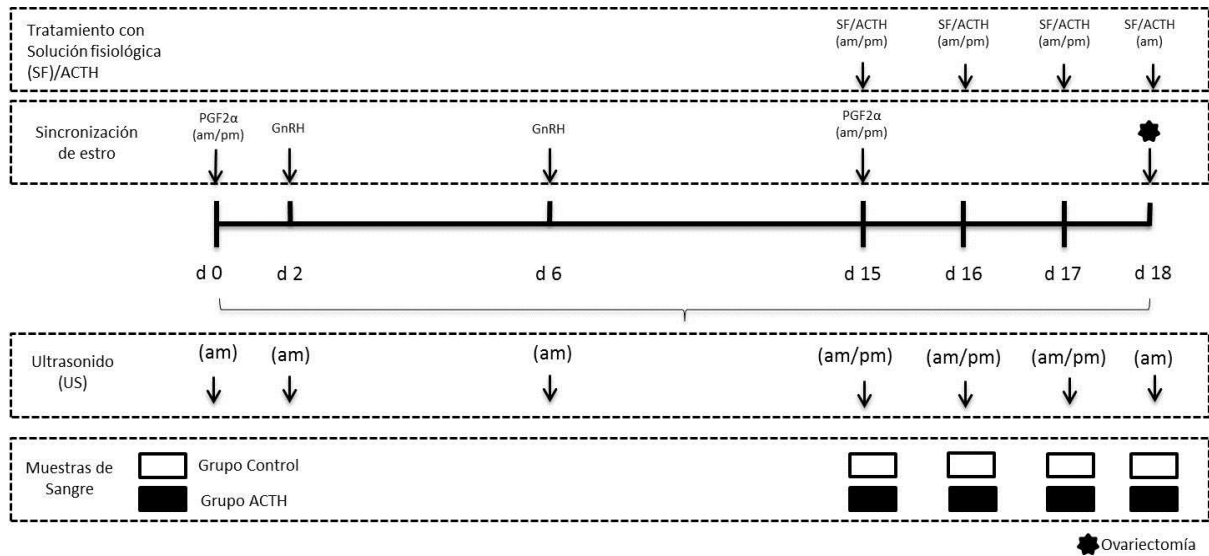 Tratamiento con
Solución fisiológica
(SF)/ACTH
SF/ACTH
(am/pm)
SF/ACTH
(am/pm)
SF/ACTH
(am/pm)
SF/ACTH
(am)
Sincronización
de estro
PGF2α
(am/pm)
GnRH
GnRH
PGF2α
(am/pm)
d 0
d 2
d 6
d 15
d 16
d 17
d 18
Ultrasonido
(US)
(am)
(am)
(am)
(am/pm)
(am/pm)
(am/pm)
(am)
Muestras de
Sangre
Grupo Control
Grupo ACTH
Ovariectomía